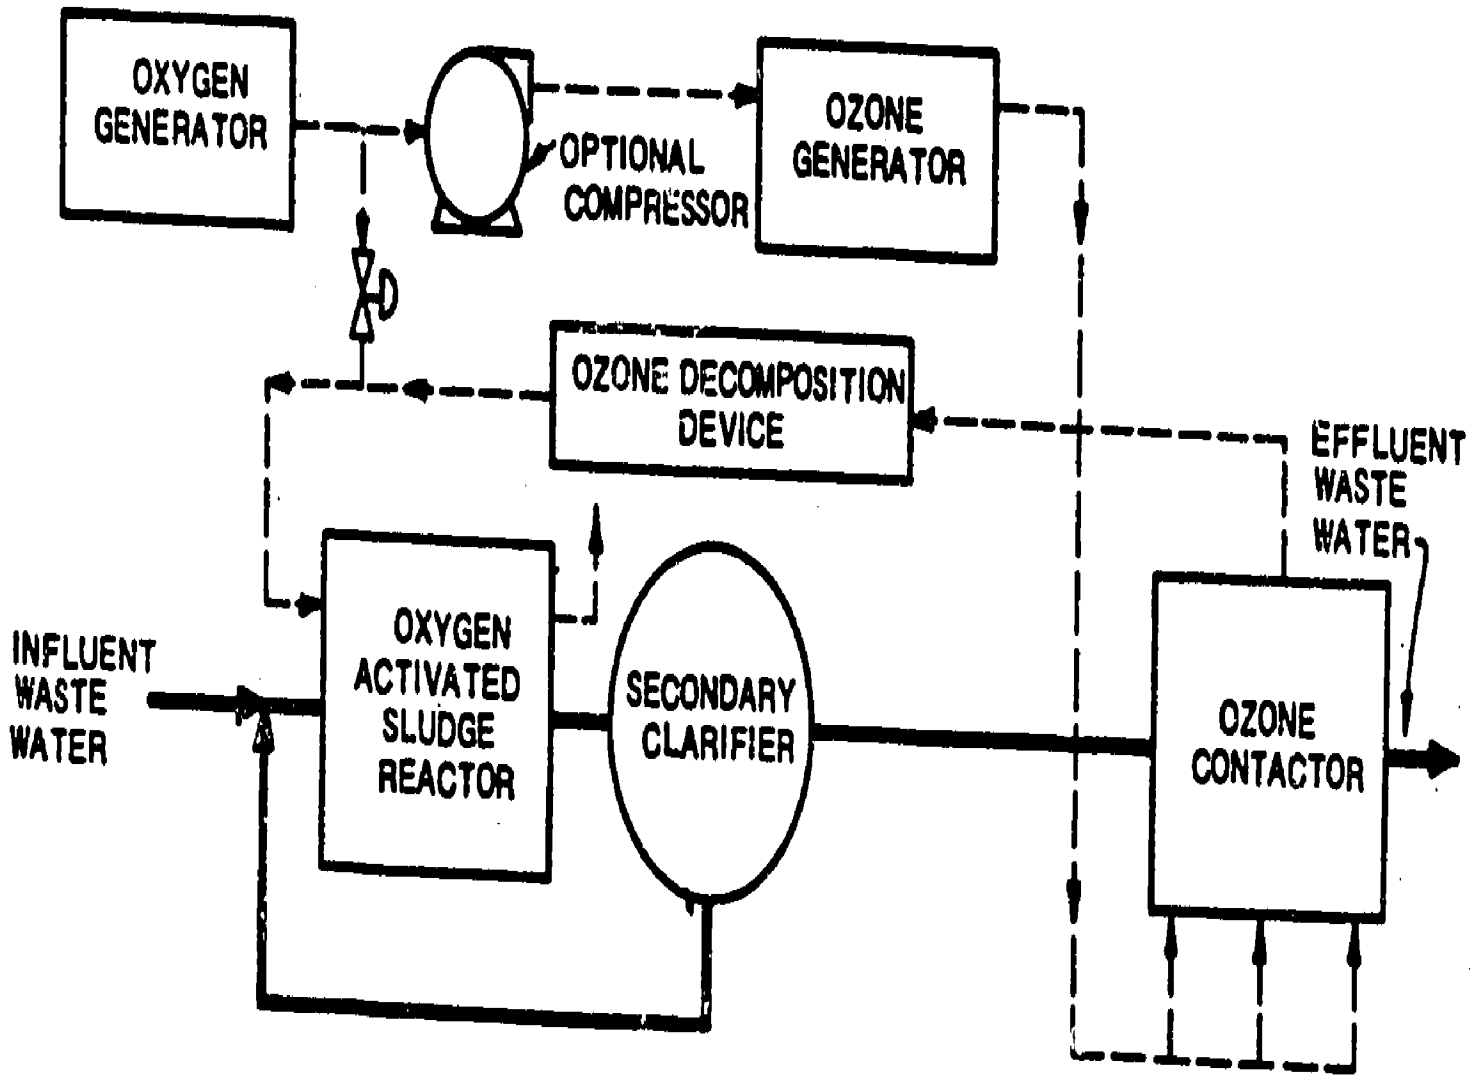 OXYGEN
GENERATOR
OPTIONAL
COMPRESSOR
OZONE
GENERATOR
OZONE DECOMPOSITION
DEVICE
EFFLUENT
WASTE
WATER
INFLUENT
WASTE
WATER
OXYGEN
ACTIVATED
SLUDGE
REACTOR
SECONDARY
CLARIFIER
OZONE
CONTACTOR